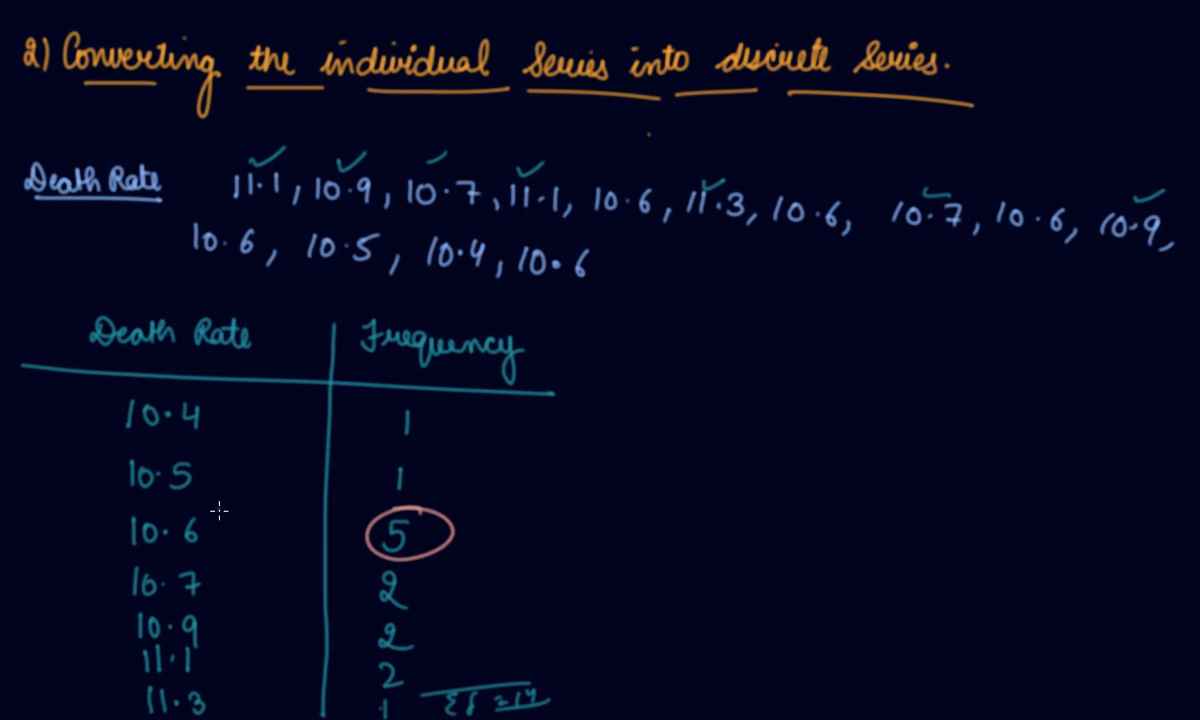 2) Converting the individual Series into discrete Series.
Death Rate 11.1, 10.9, 10.7, 11.1, 10.6, 11.3, 10.6, 10.7, 10.6, 10.9,
10.6, 10.5, 10.4, 10.6
Death Rate Frequency
10.4 1
10.5 1
10.6 5
10.7 2
10.9 2
11.1 2
11.3 1 Σf = 14